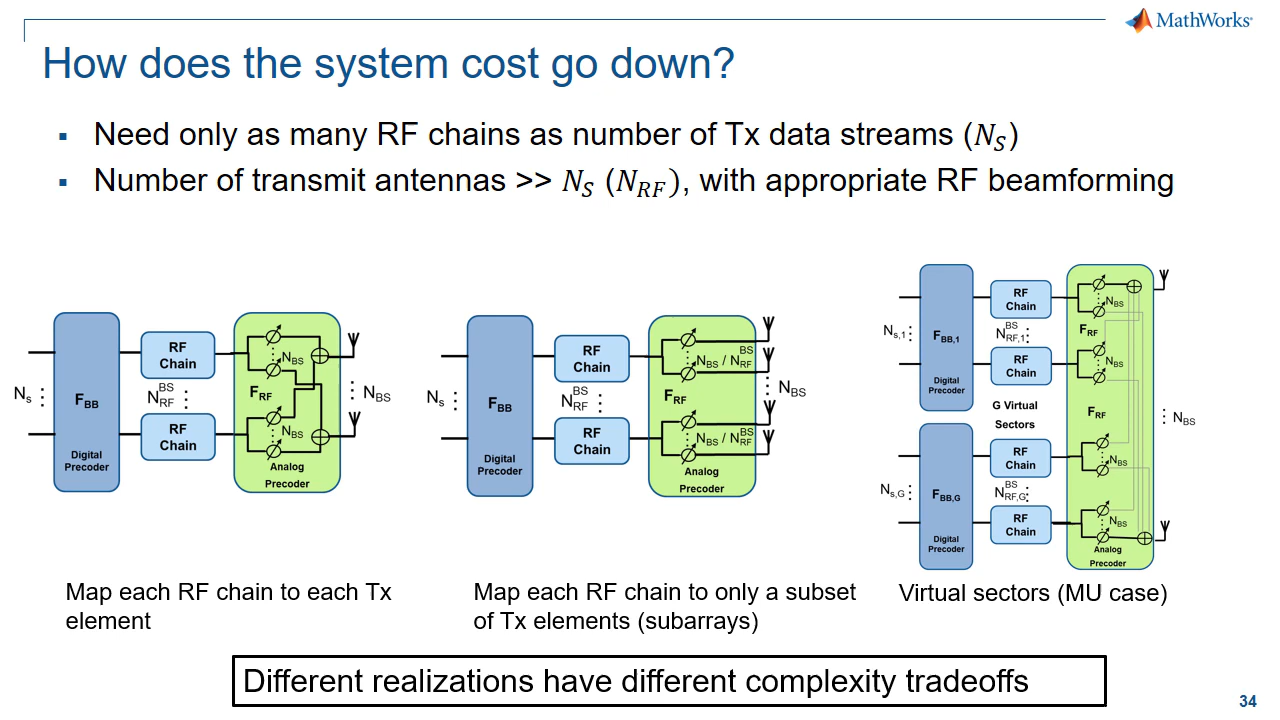 MathWorks®
How does the system cost go down?
▪ Need only as many RF chains as number of Tx data streams (N_S)
▪ Number of transmit antennas >> N_S (N_RF), with appropriate RF beamforming
N_s
F_BB
Digital
Precoder
RF
Chain
N_RF^BS
RF
Chain
N_BS
F_RF
N_BS
Analog
Precoder
N_BS
Map each RF chain to each Tx
element
N_s
F_BB
Digital
Precoder
RF
Chain
N_RF^BS
RF
Chain
N_BS / N_RF^BS
F_RF
N_BS / N_RF^BS
Analog
Precoder
N_BS
Map each RF chain to only a subset
of Tx elements (subarrays)
N_s,1
F_BB,1
Digital
Precoder
RF
Chain
N_RF,1^BS
RF
Chain
N_BS
F_RF
N_BS
G Virtual
Sectors
F_RF
N_s,G
F_BB,G
Digital
Precoder
RF
Chain
N_RF,G^BS
RF
Chain
N_BS
N_BS
Analog
Precoder
N_BS
Virtual sectors (MU case)
Different realizations have different complexity tradeoffs
34